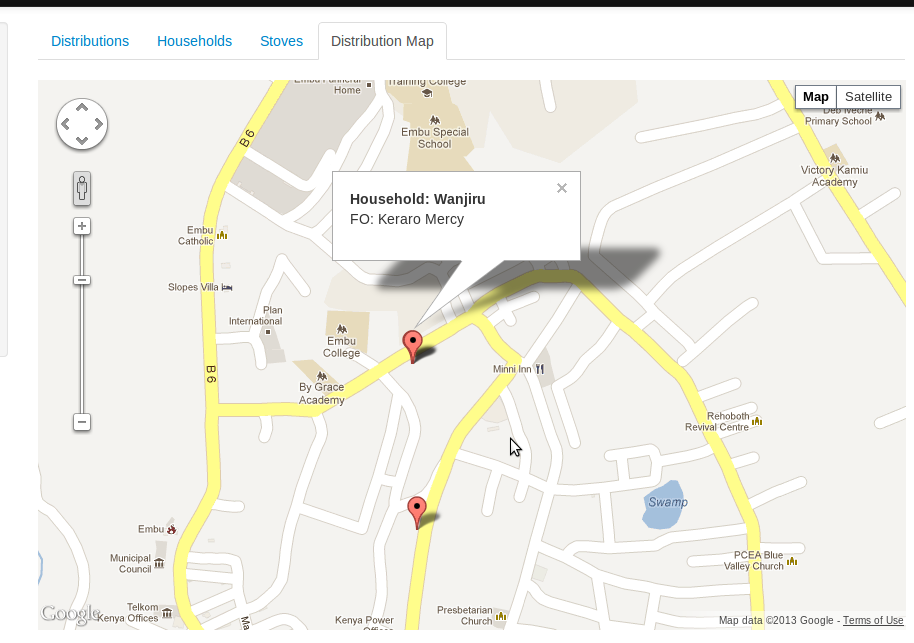 Distributions
Households
Stoves
Distribution Map
Embu Funeral
Home
Training College
Map
Satellite
Primary School
B6
Embu Special
School
Victory Kamiu
Academy
Household: Wanjiru
FO: Keraro Mercy
Embu
Catholic
Slopes Villa
Plan
International
Embu
College
B6
Minni Inn
By Grace
Academy
Rehoboth
Revival Centre
Swamp
Embu
Municipal
Council
PCEA Blue
Valley Church
Telkom
Kenya Offices
Google
Presbetarian
Church
Kenya Power
Map data ©2013 Google - Terms of Use